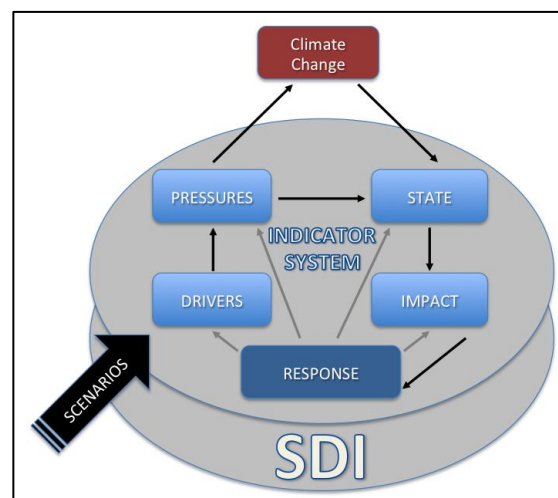 Climate
Change
PRESSURES
STATE
INDICATOR
SYSTEM
DRIVERS
IMPACT
RESPONSE
SCENARIOS
SDI